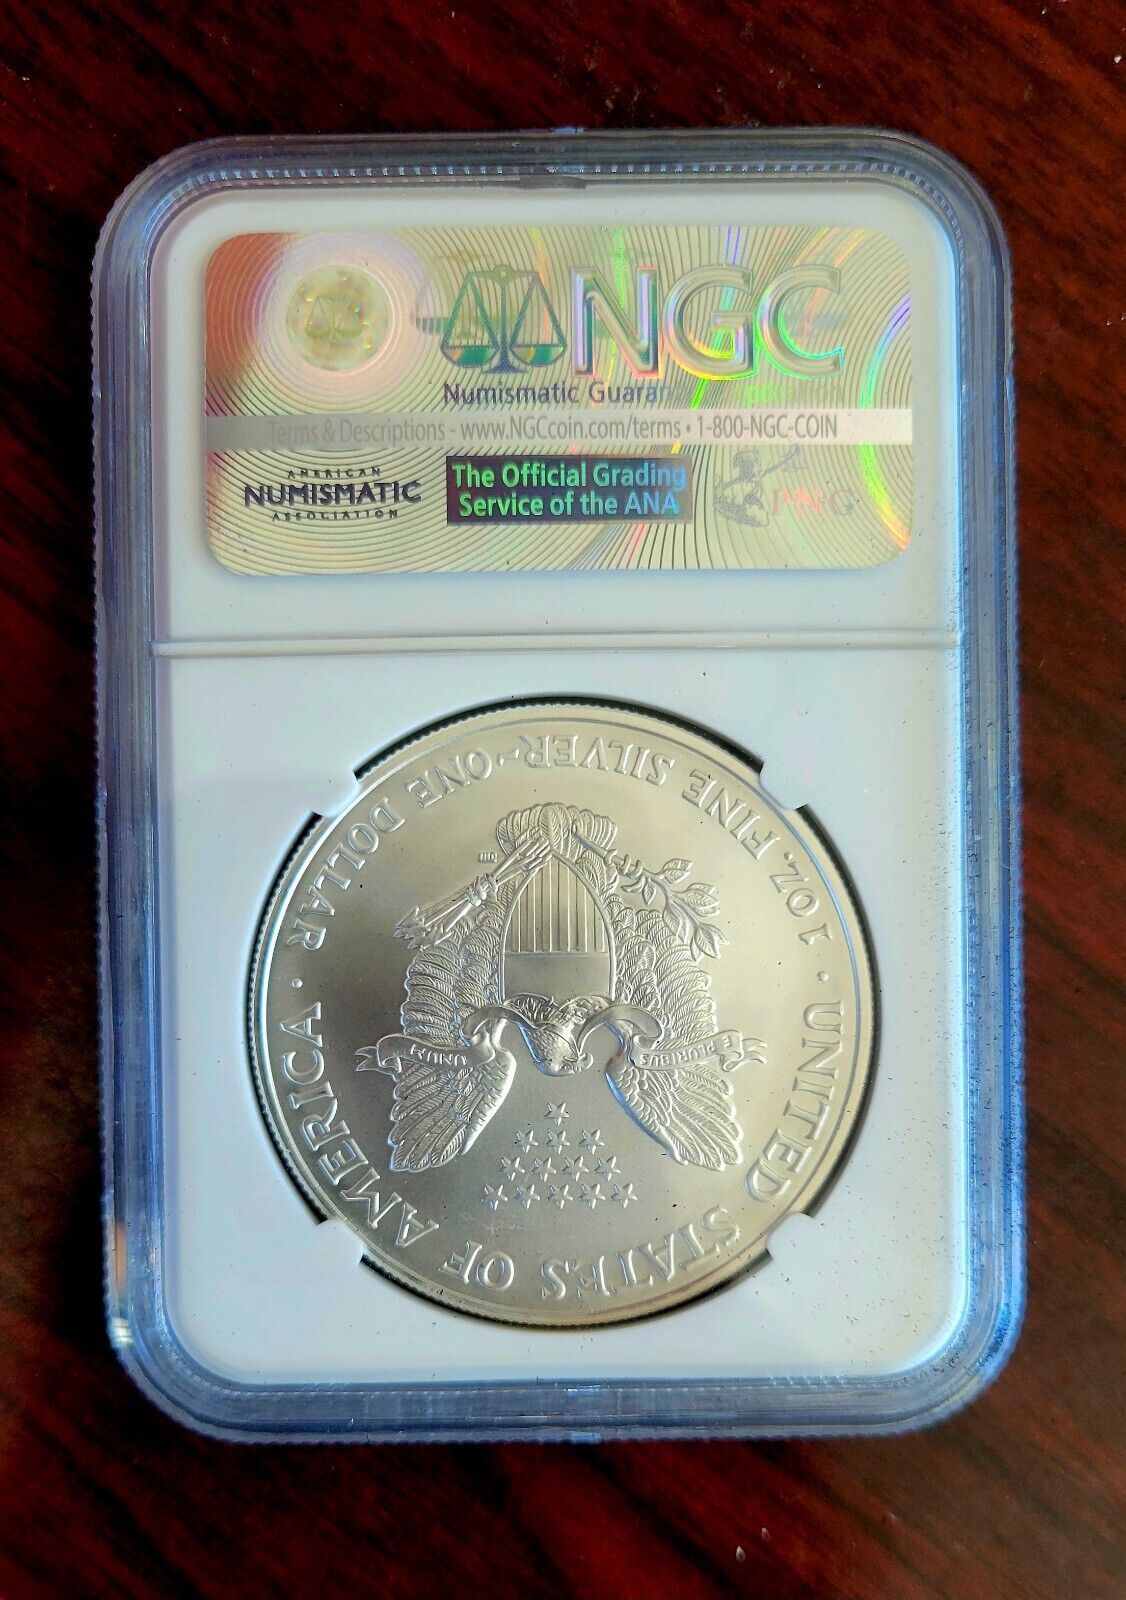 NGC
Numismatic Guaran
Terms & Descriptions - www.NGCcoin.com/terms • 1-800-NGC-COIN
AMERICAN
NUMISMATIC
ASSOCIATION
The Official Grading
Service of the ANA
PNG
UNITED STATES OF AMERICA
1 OZ. FINE SILVER~ONE DOLLAR
E PLURIBUS
UNUM